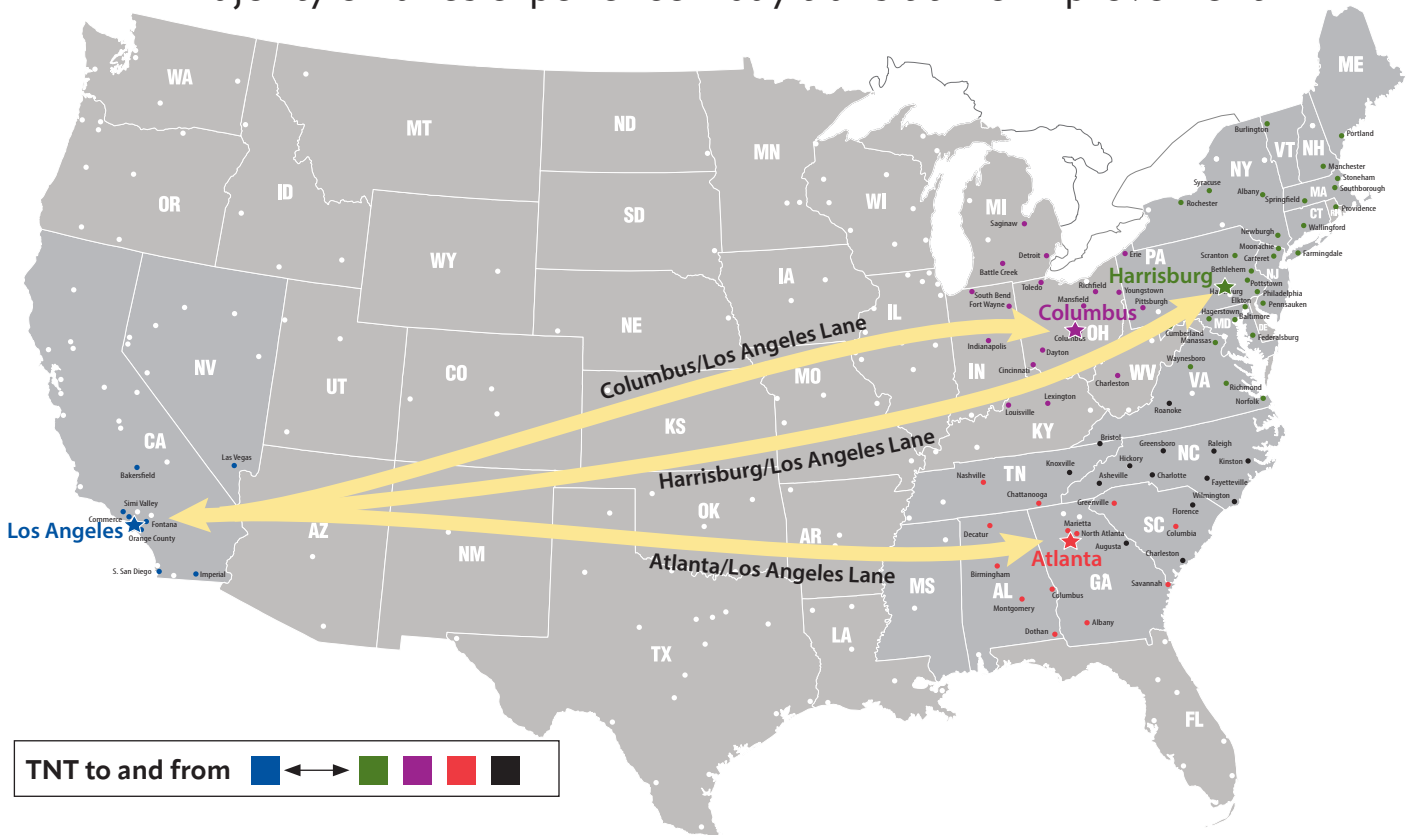 WA
MT
ND
MN
ME
OR
ID
SD
WI
MI
NY
VT
NH
MA
CT
WY
IA
NE
IL
PA
NJ
NV
UT
CO
CA
KS
MO
IN
OH
WV
MD
DE
VA
KY
AZ
NM
OK
AR
TN
NC
SC
MS
AL
GA
TX
LA
FL
Burlington
Portland
Manchester
Stoneham
Southborough
Providence
Syracuse
Rochester
Albany
Springfield
Wallingford
Newburgh
Moonachie
Carteret
Farmingdale
Scranton
Bethlehem
Pottstown
Philadelphia
Pennsauken
Elkton
Hagerstown
Baltimore
Federalsburg
Cumberland
Manassas
Waynesboro
Richmond
Norfolk
Roanoke
Saginaw
Detroit
Battle Creek
Toledo
Erie
South Bend
Fort Wayne
Richfield
Youngstown
Mansfield
Pittsburgh
Harrisburg
Columbus
Columbus
Indianapolis
Dayton
Cincinnati
Charleston
Lexington
Louisville
Bristol
Greensboro
Raleigh
Hickory
Kinston
Knoxville
Asheville
Charlotte
Fayetteville
Wilmington
Nashville
Chattanooga
Greenville
Florence
Marietta
North Atlanta
Columbia
Augusta
Charleston
Decatur
Atlanta
Birmingham
Savannah
Columbus
Montgomery
Albany
Dothan
Las Vegas
Bakersfield
Simi Valley
Commerce
Fontana
Los Angeles
Orange County
S. San Diego
Imperial
Columbus/Los Angeles Lane
Harrisburg/Los Angeles Lane
Atlanta/Los Angeles Lane
TNT to and from